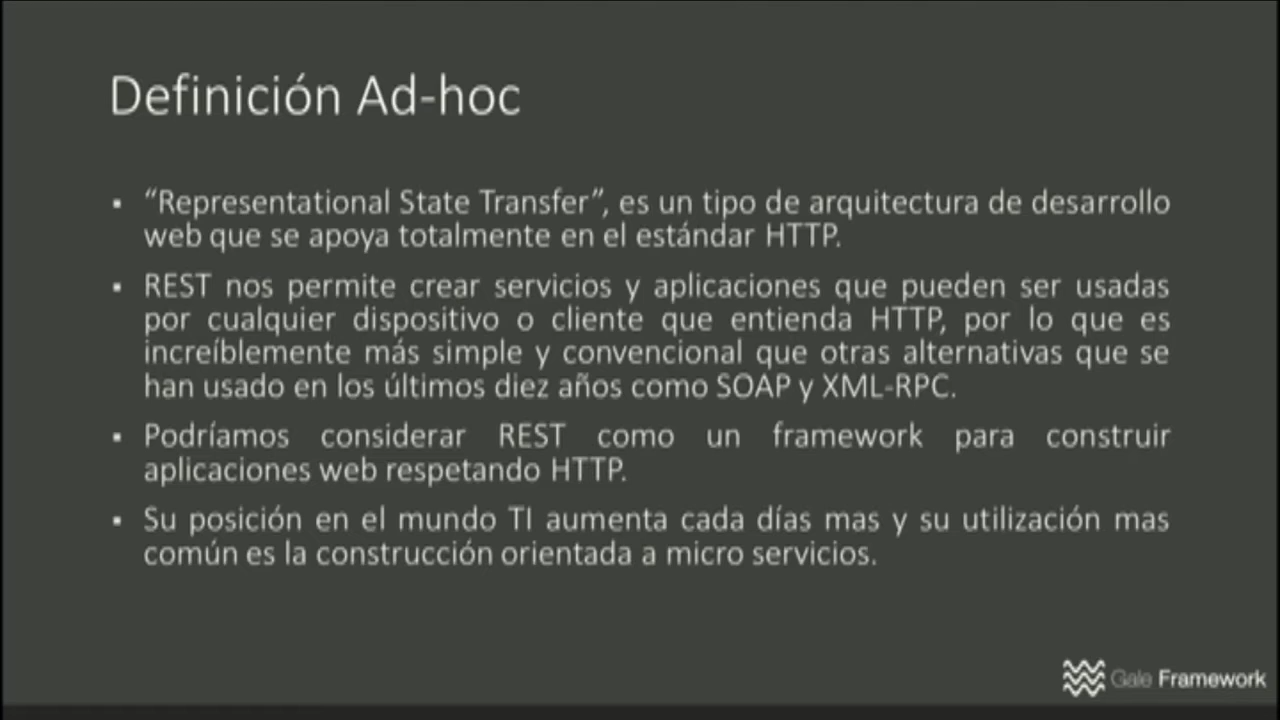 Definición Ad-hoc
▪ “Representational State Transfer”, es un tipo de arquitectura de desarrollo
web que se apoya totalmente en el estándar HTTP.
▪ REST nos permite crear servicios y aplicaciones que pueden ser usadas
por cualquier dispositivo o cliente que entienda HTTP, por lo que es
increíblemente más simple y convencional que otras alternativas que se
han usado en los últimos diez años como SOAP y XML-RPC.
▪ Podríamos considerar REST como un framework para construir
aplicaciones web respetando HTTP.
▪ Su posición en el mundo TI aumenta cada días mas y su utilización mas
común es la construcción orientada a micro servicios.
Gale Framework